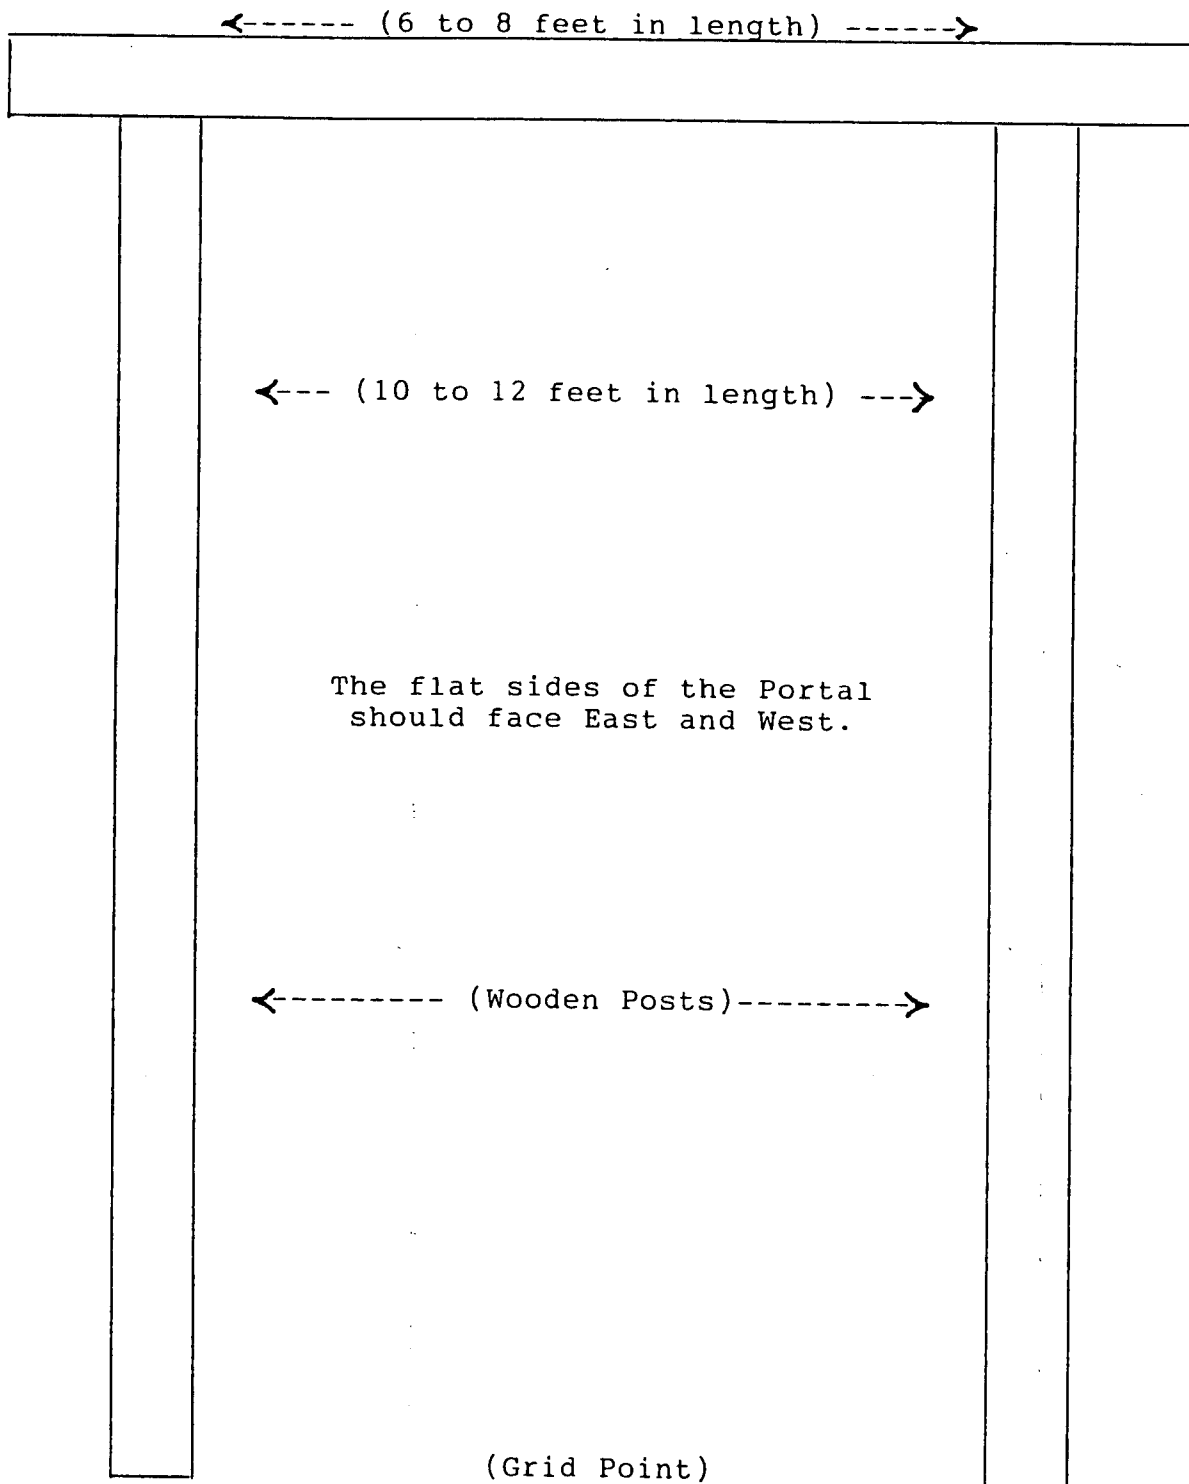 <------ (6 to 8 feet in length) ------>
<--- (10 to 12 feet in length) --->
The flat sides of the Portal
should face East and West.
<--------- (Wooden Posts)--------->
(Grid Point)